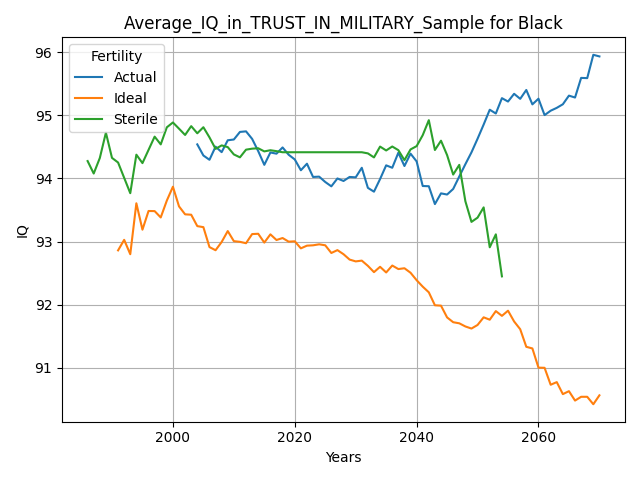 Average_IQ_in_TRUST_IN_MILITARY_Sample for Black
Fertility
Actual
Ideal
Sterile
96
95
94
93
92
91
IQ
2000
2020
2040
2060
Years